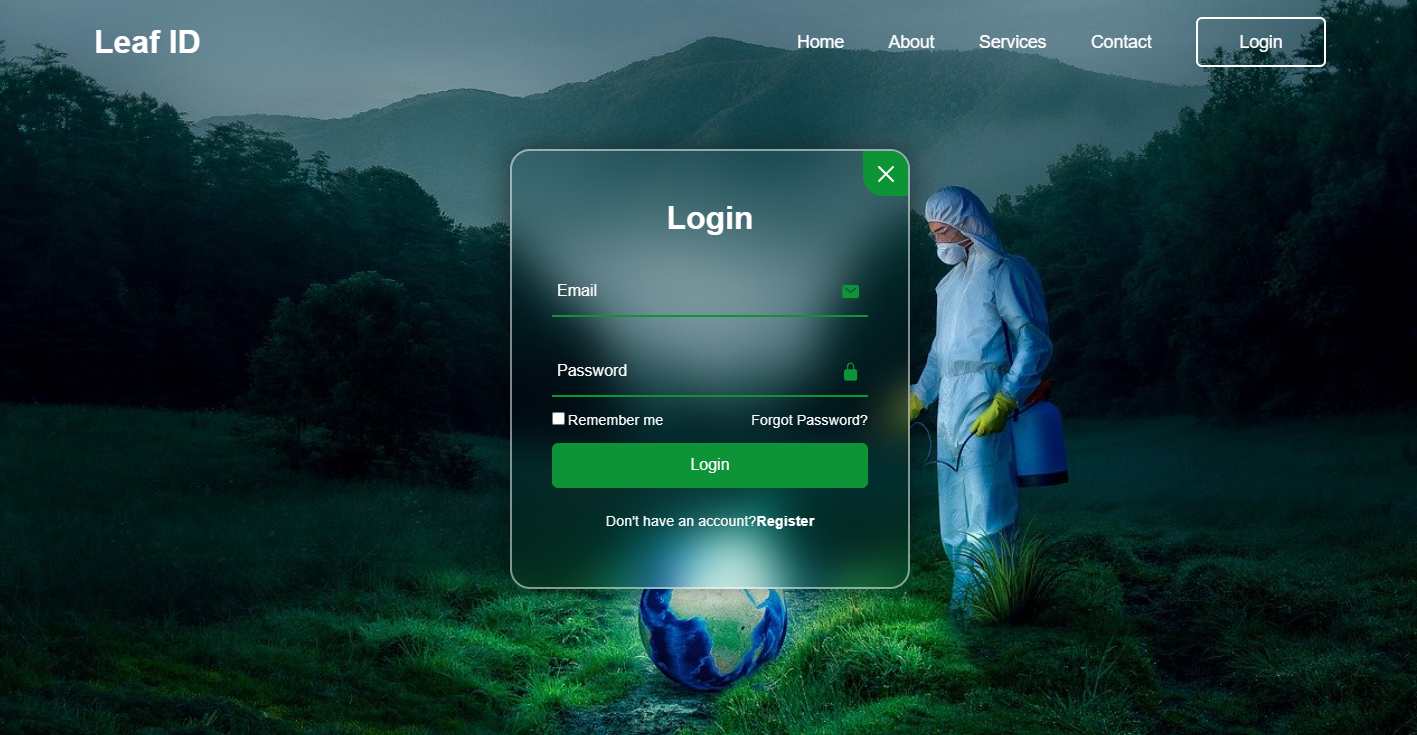 Leaf ID
Home About Services Contact Login
Login
Email
Password
Remember me Forgot Password?
Login
Don't have an account?Register